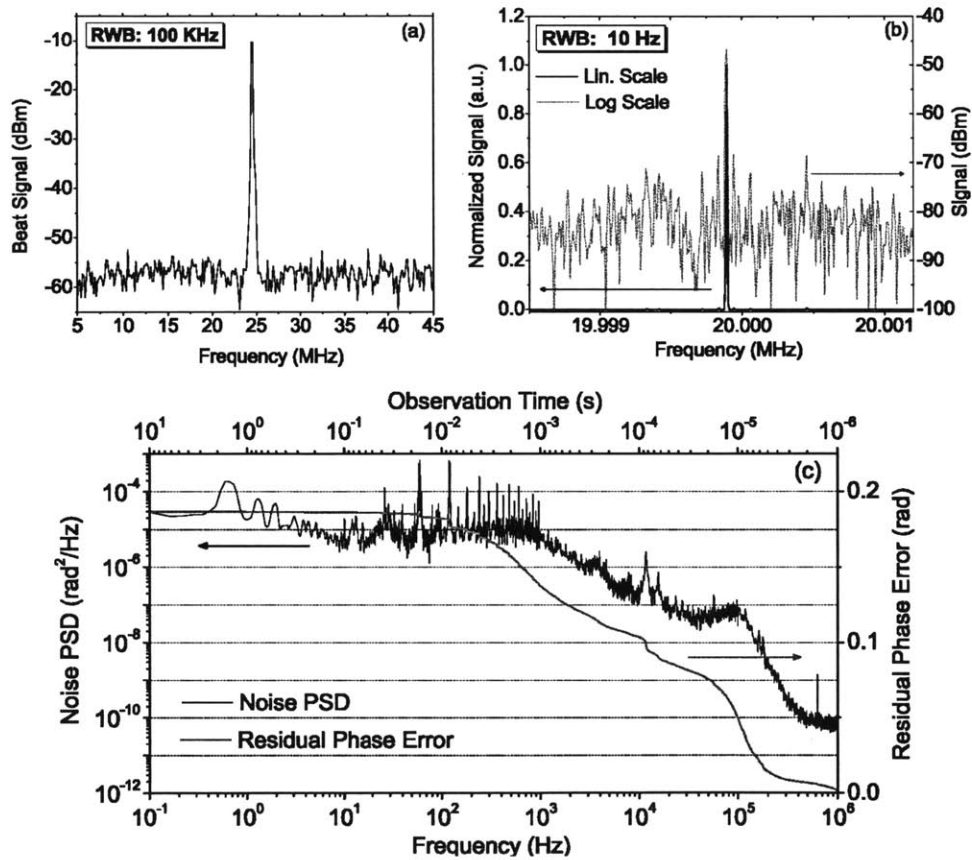 (a)
RWB: 100 KHz
Beat Signal (dBm)
-5
-10
-20
-30
-40
-50
-60
5 10 15 20 25 30 35 40 45
Frequency (MHz)
(b)
RWB: 10 Hz
Lin. Scale
Log Scale
Normalized Signal (a.u.)
1.2
1.0
0.8
0.6
0.4
0.2
0.0
Signal (dBm)
-40
-50
-60
-70
-80
-90
-100
19.999 20.000 20.001
Frequency (MHz)
Observation Time (s)
10¹ 10⁰ 10⁻¹ 10⁻² 10⁻³ 10⁻⁴ 10⁻⁵ 10⁻⁶
(c)
Noise PSD (rad²/Hz)
10⁻⁴
10⁻⁶
10⁻⁸
10⁻¹⁰
10⁻¹²
Residual Phase Error (rad)
0.2
0.1
0.0
Noise PSD
Residual Phase Error
10⁻¹ 10⁰ 10¹ 10² 10³ 10⁴ 10⁵ 10⁶
Frequency (Hz)